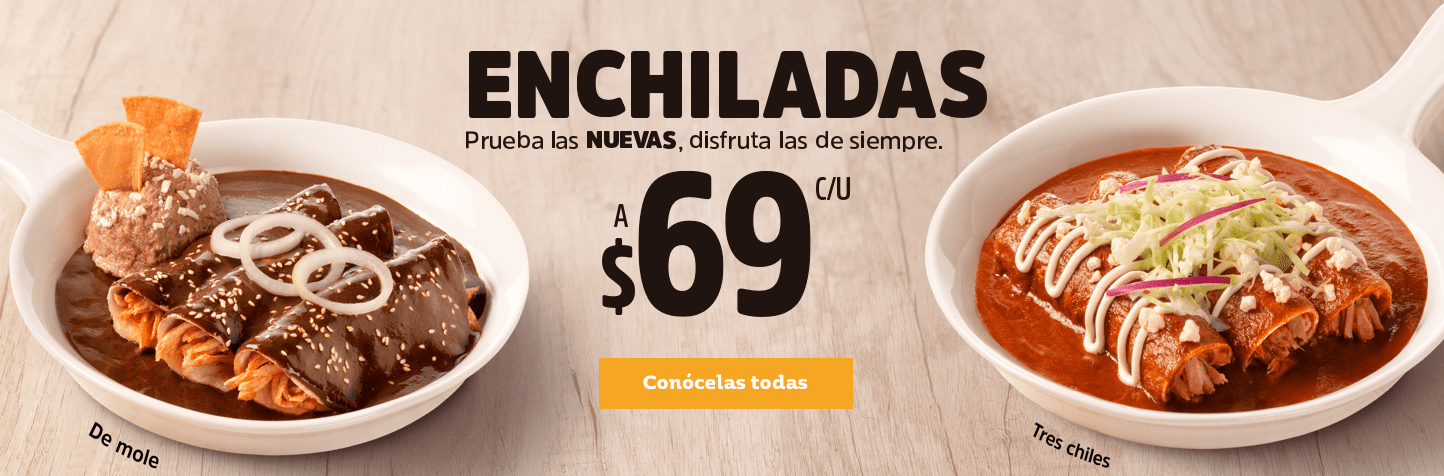 ENCHILADAS
Prueba las NUEVAS, disfruta las de siempre.
A $69 C/U
Conócelas todas
De mole
Tres chiles